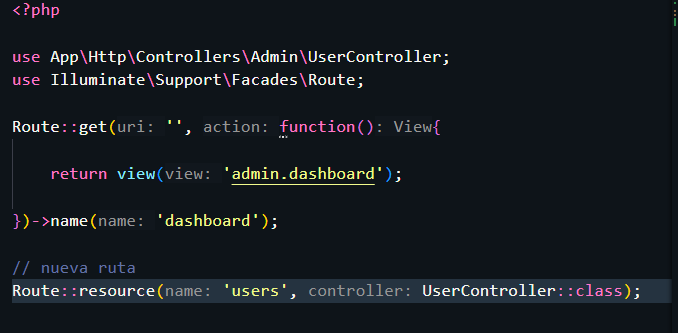 <?php
use App\Http\Controllers\Admin\UserController;
use Illuminate\Support\Facades\Route;
Route::get(uri: '', action: function(): View{
return view(view: 'admin.dashboard');
})->name(name: 'dashboard');
// nueva ruta
Route::resource(name: 'users', controller: UserController::class);